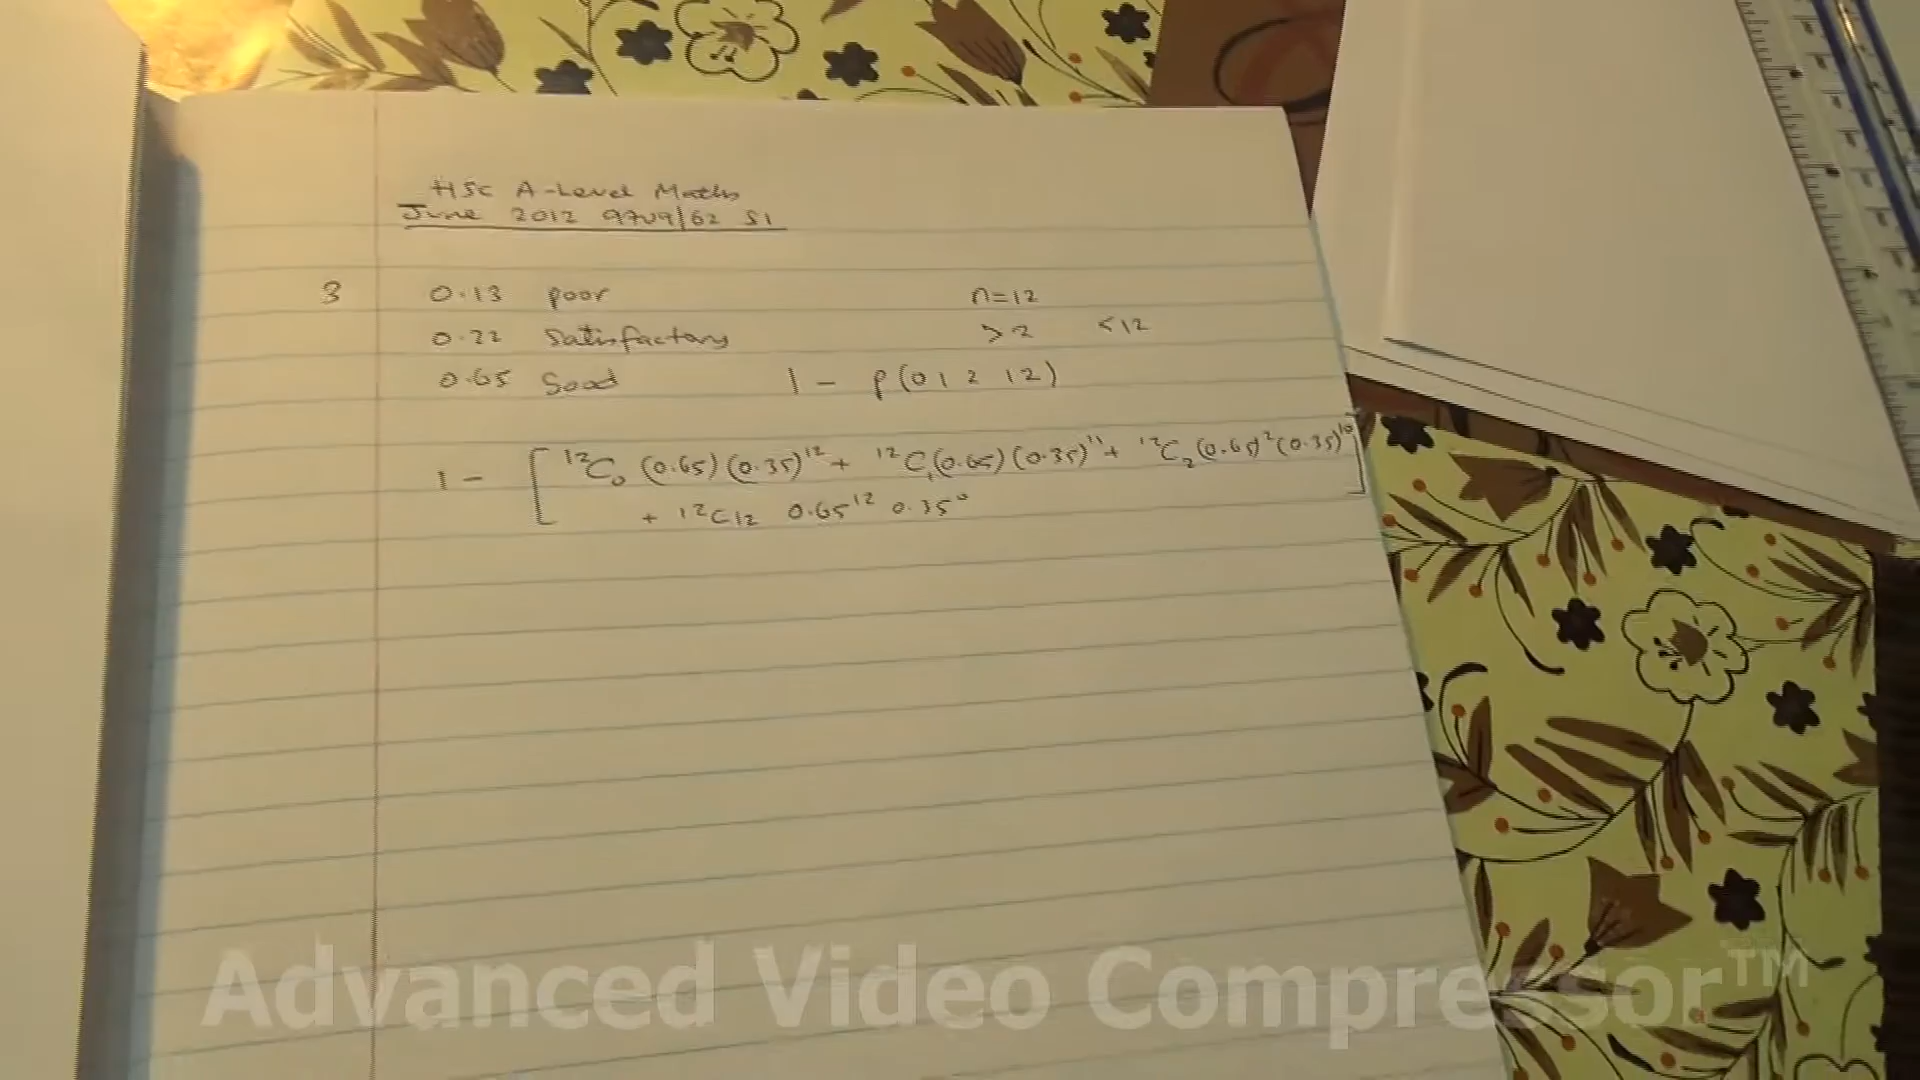 HSC A-Level Maths
June 2012 9709/62 S1
3 0.13 poor n=12
0.22 Satisfactory >2 <12
0.65 Good 1 - P(0 1 2 12)
1 - [ ¹²C₀ (0.65)(0.35)¹² + ¹²C₁(0.65)(0.35)¹¹ + ¹²C₂(0.65)²(0.35)¹⁰ ]
+ ¹²C₁₂ 0.65¹² 0.35⁰
Advanced Video Compressor™